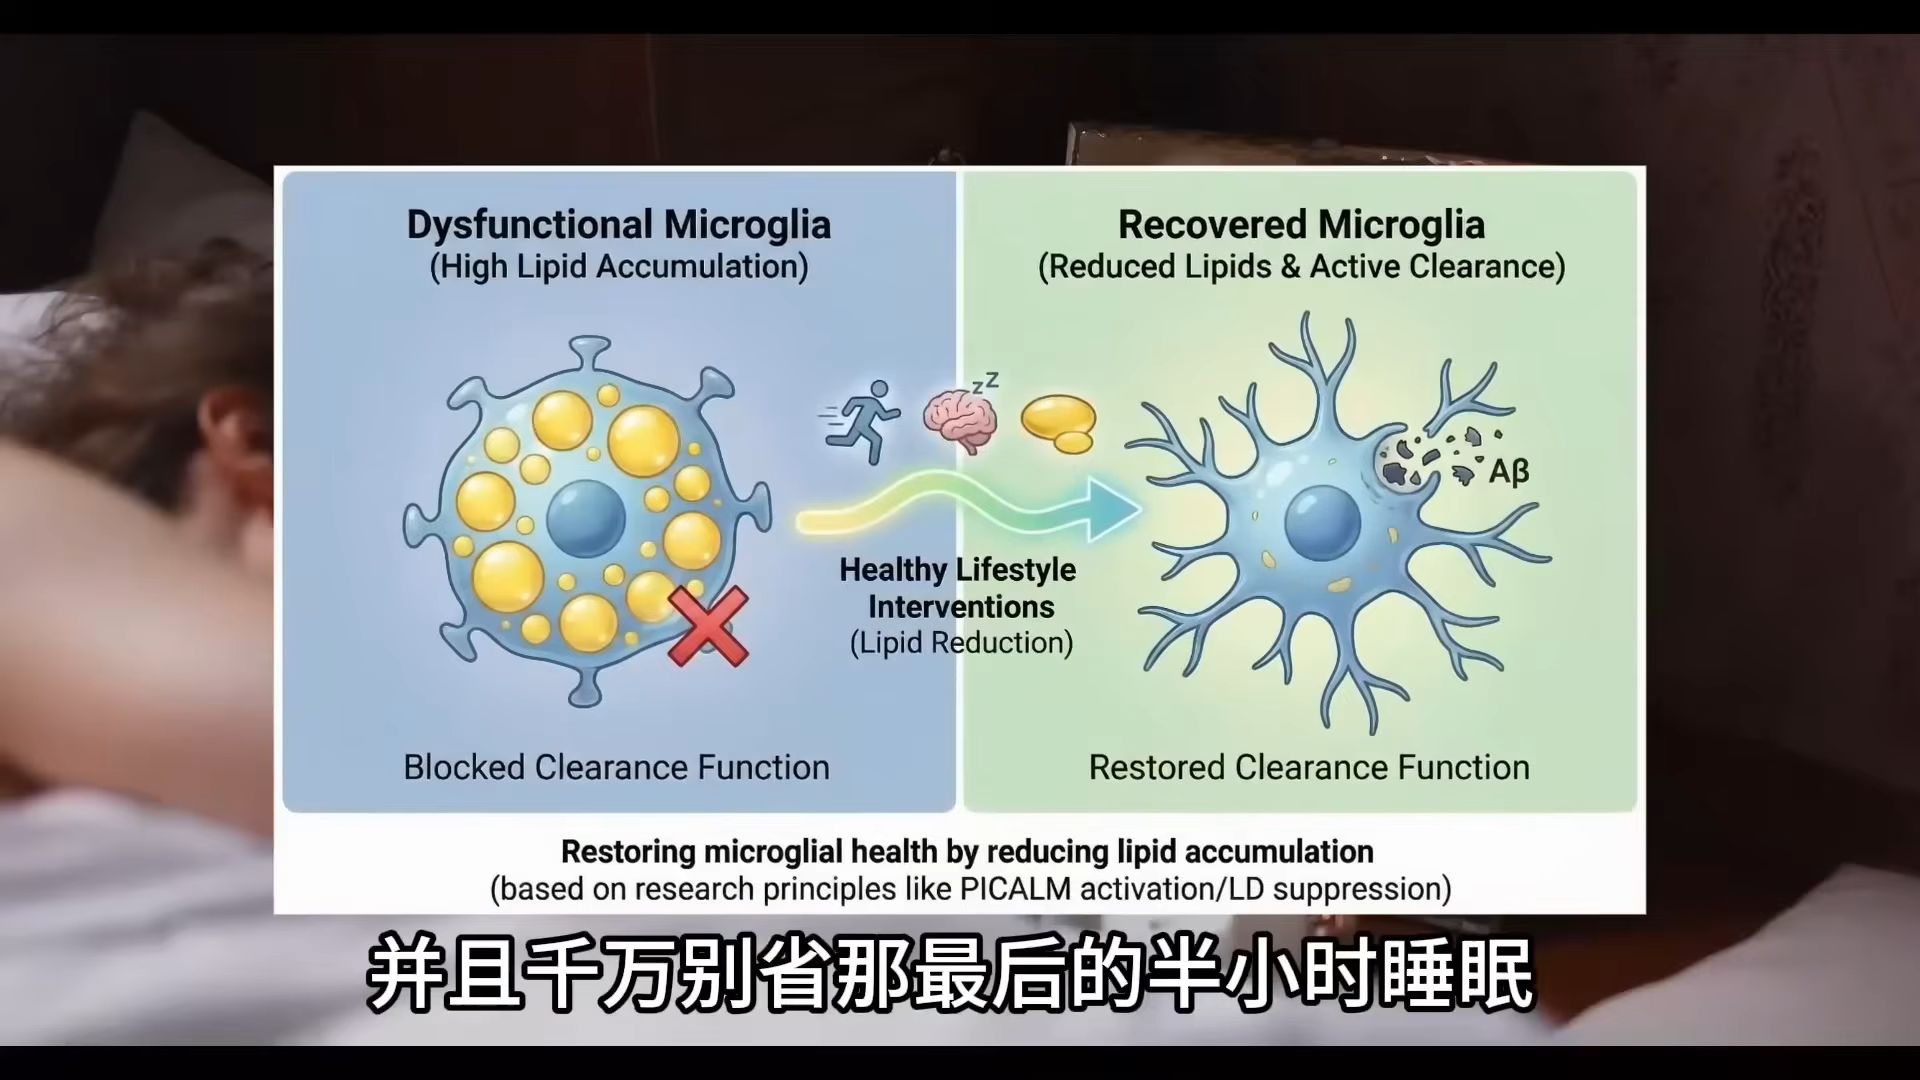 Dysfunctional Microglia
(High Lipid Accumulation)
Recovered Microglia
(Reduced Lipids & Active Clearance)
zZ
Aβ
Healthy Lifestyle
Interventions
(Lipid Reduction)
Blocked Clearance Function
Restored Clearance Function
Restoring microglial health by reducing lipid accumulation
(based on research principles like PICALM activation/LD suppression)
并且千万别省那最后的半小时睡眠